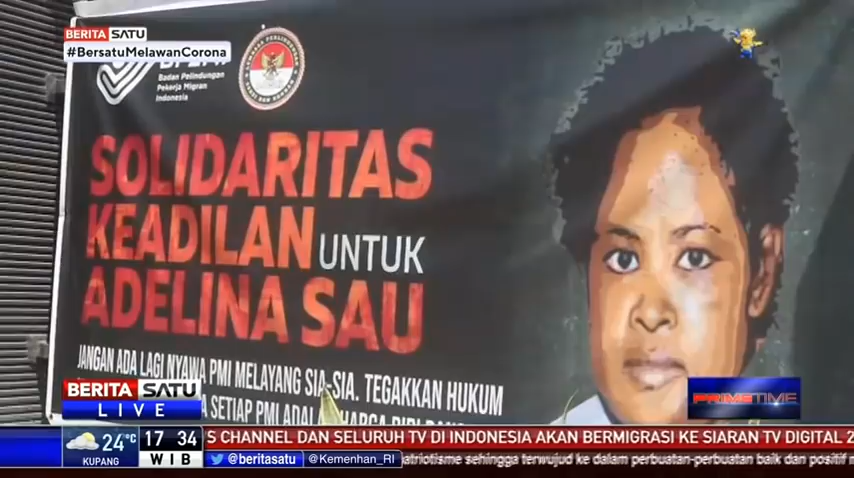 BERITA SATU
#BersatuMelawanCorona
Badan Pelindungan
Pekerja Migran
Indonesia
SOLIDARITAS
KEADILAN UNTUK
ADELINA SAU
JANGAN ADA LAGI NYAWA PMI MELAYANG SIA-SIA. TEGAKKAN HUKUM
SETIAP PMI
BERITA SATU
LIVE
PRIMETIME
24°C
KUPANG
17 34
WIB
S CHANNEL DAN SELURUH TV DI INDONESIA AKAN BERMIGRASI KE SIARAN TV DIGITAL 2
@beritasatu
@Kemenhan_RI
atriotisme sehingga terwujud ke dalam perbuatan-perbuatan baik dan positif m